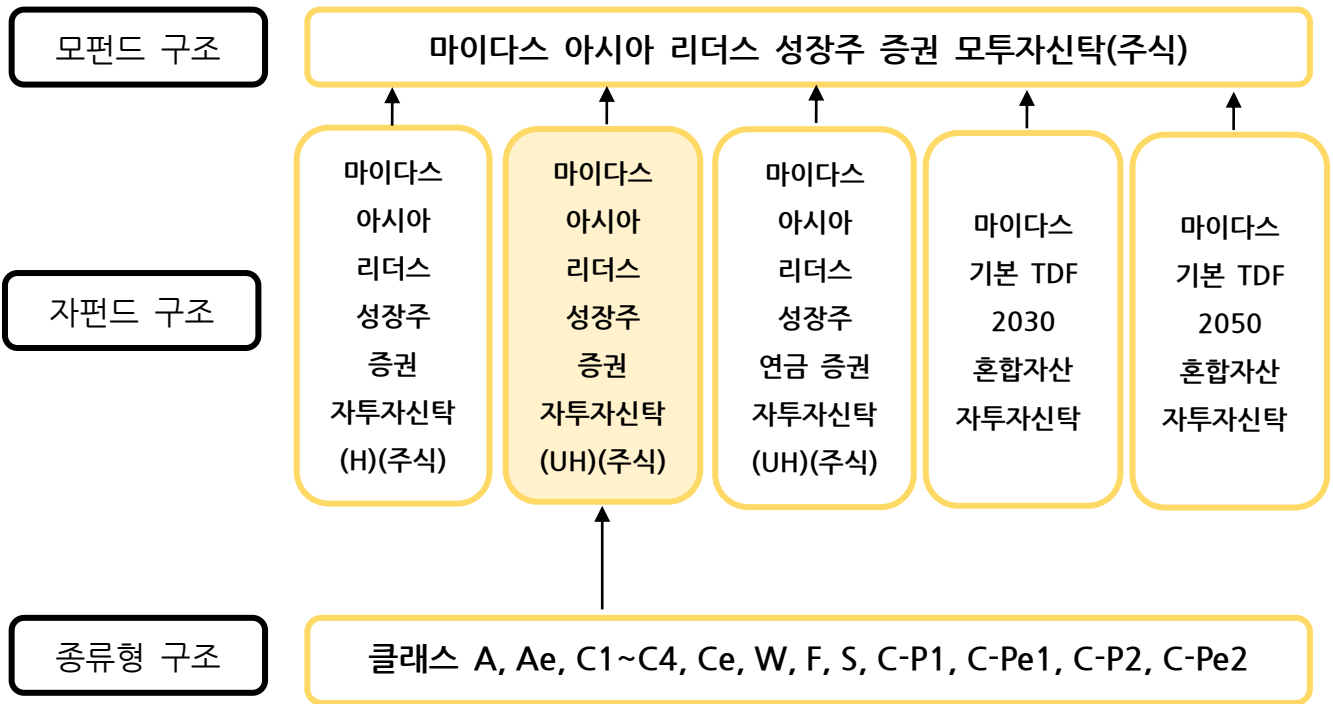 모펀드 구조
마이다스 아시아 리더스 성장주 증권 모투자신탁(주식)
자펀드 구조
마이다스
아시아
리더스
성장주
증권
자투자신탁
(H)(주식)
마이다스
아시아
리더스
성장주
증권
자투자신탁
(UH)(주식)
마이다스
아시아
리더스
성장주
연금 증권
자투자신탁
(UH)(주식)
마이다스
기본 TDF
2030
혼합자산
자투자신탁
마이다스
기본 TDF
2050
혼합자산
자투자신탁
종류형 구조
클래스 A, Ae, C1~C4, Ce, W, F, S, C-P1, C-Pe1, C-P2, C-Pe2